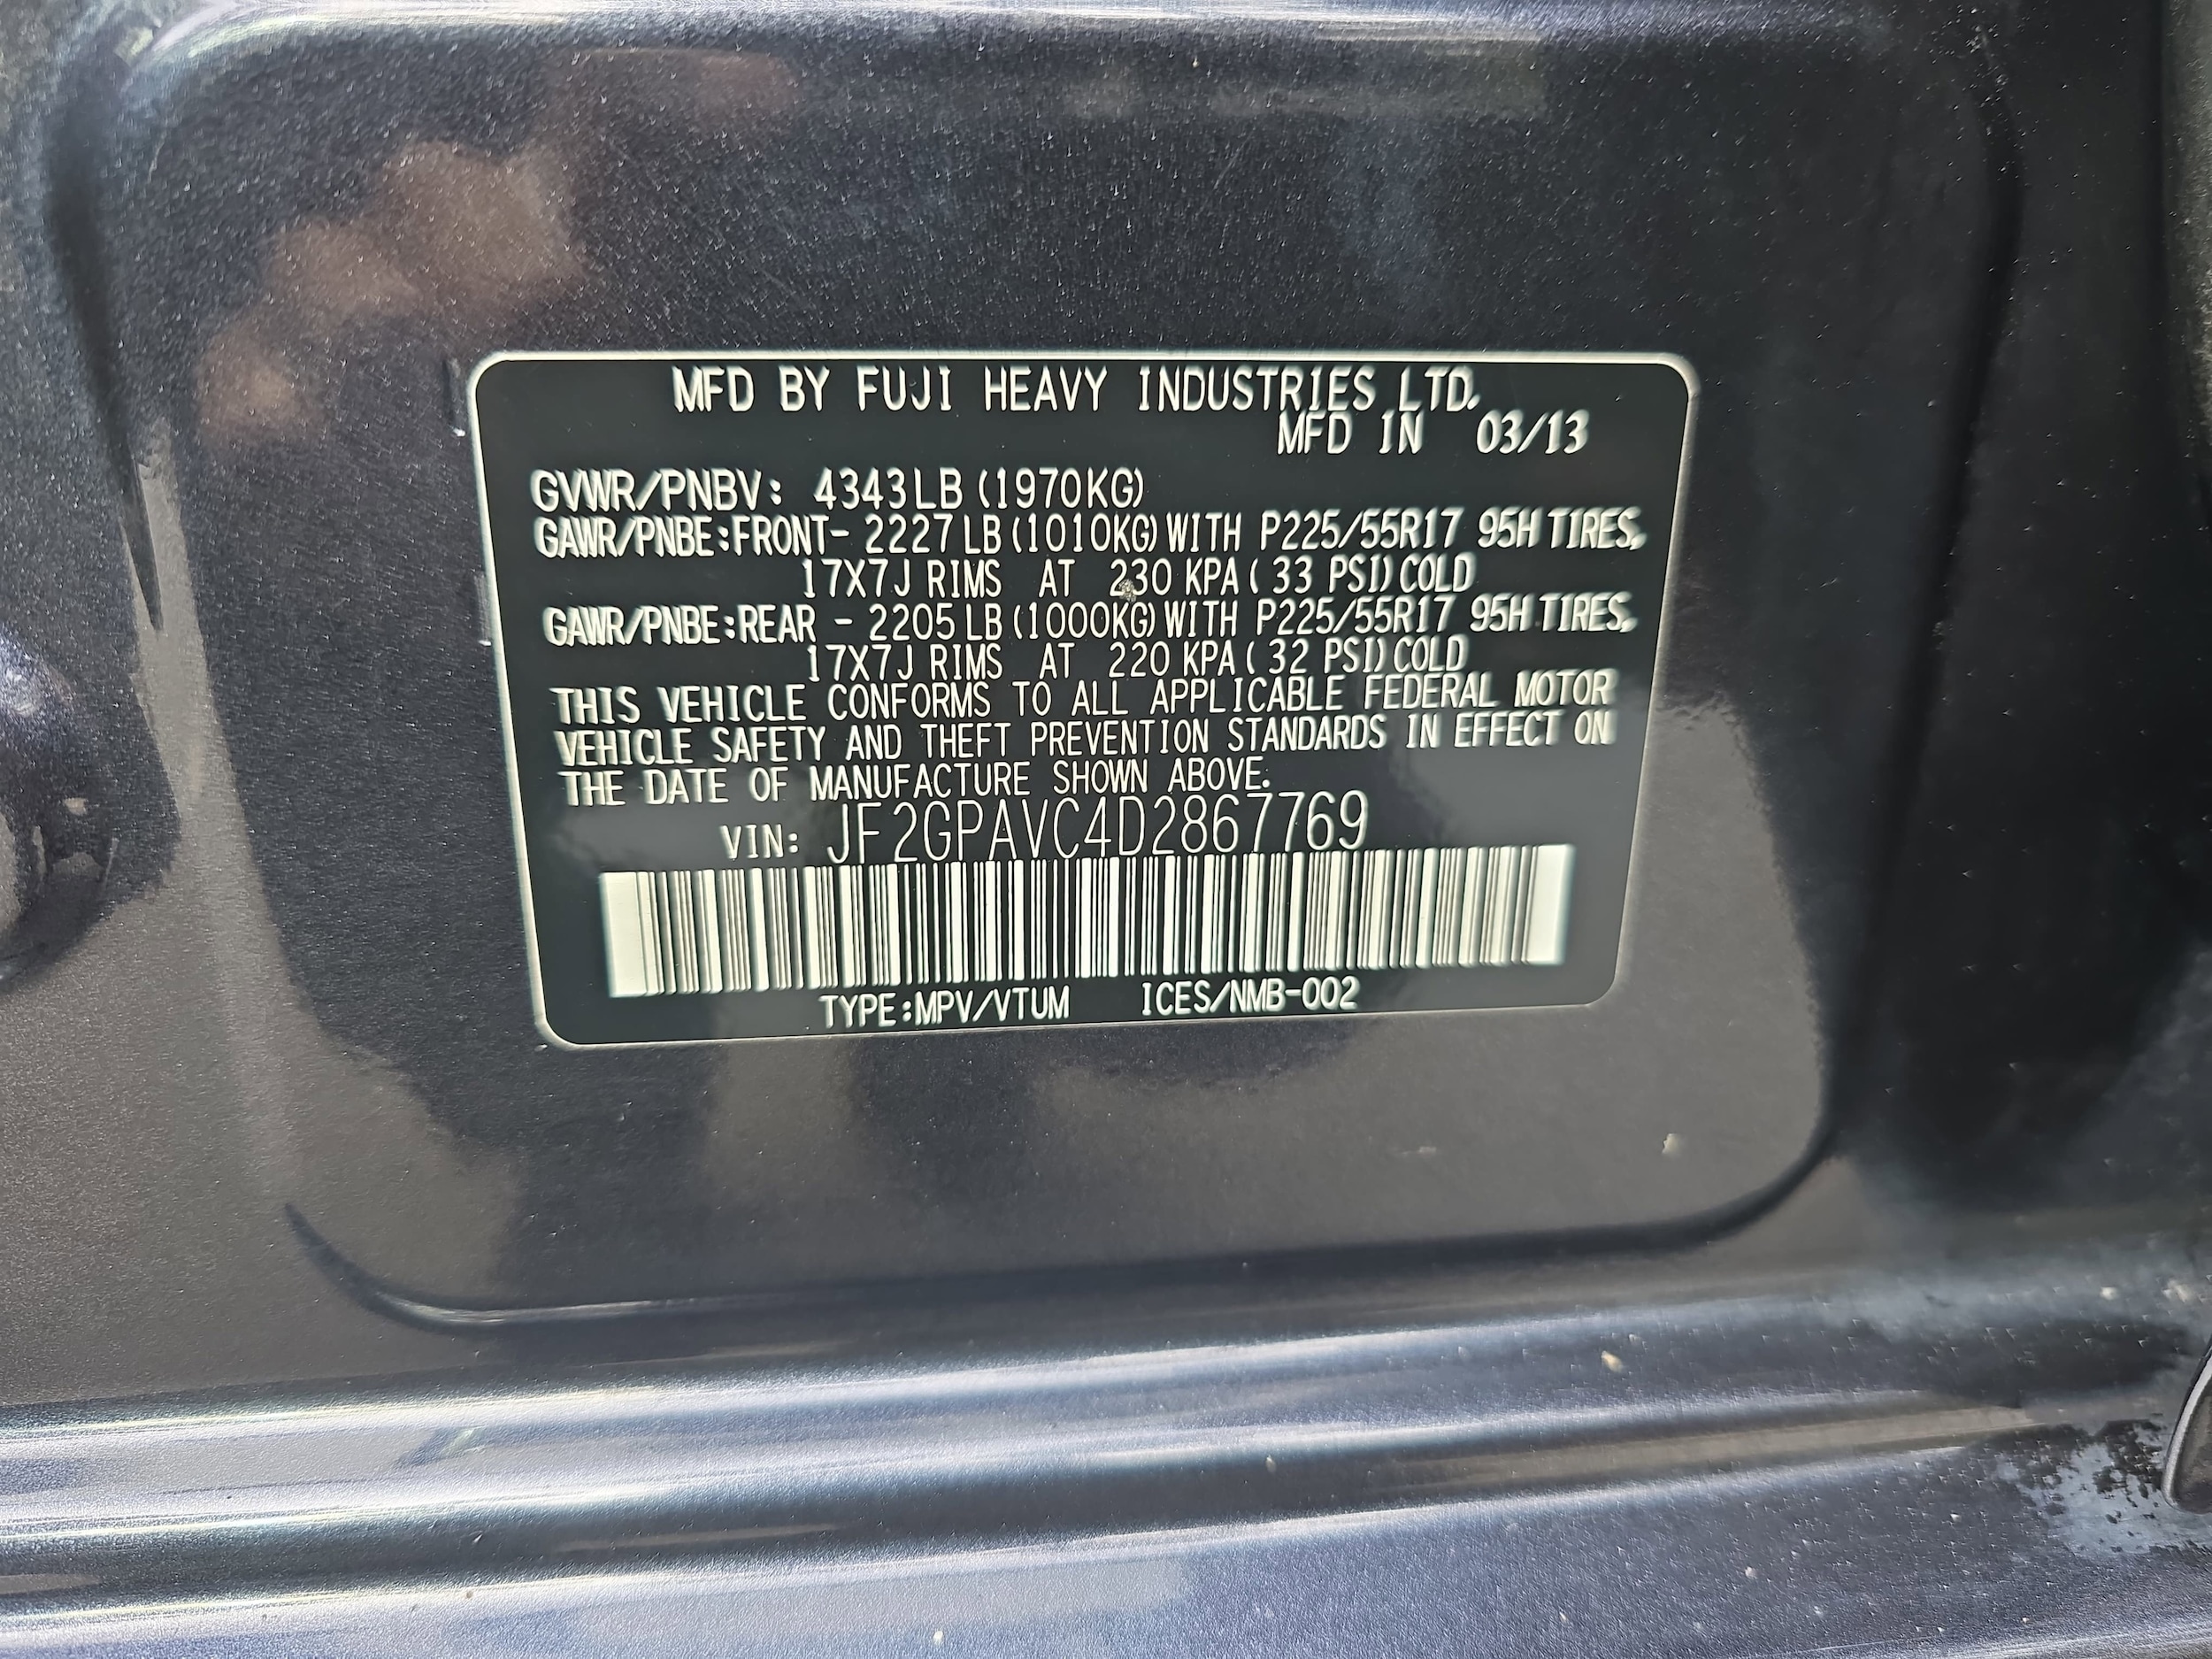 MFD BY FUJI HEAVY INDUSTRIES LTD.
MFD IN 03/13
GVWR/PNBV: 4343LB (1970KG)
GAWR/PNBE:FRONT- 2227 LB (1010KG) WITH P225/55R17 95H TIRES,
17X7J RIMS AT 230 KPA ( 33 PSI) COLD
GAWR/PNBE:REAR - 2205 LB (1000KG) WITH P225/55R17 95H TIRES,
17X7J RIMS AT 220 KPA ( 32 PSI) COLD
THIS VEHICLE CONFORMS TO ALL APPLICABLE FEDERAL MOTOR
VEHICLE SAFETY AND THEFT PREVENTION STANDARDS IN EFFECT ON
THE DATE OF MANUFACTURE SHOWN ABOVE.
VIN: JF2GPAVC4D2867769
TYPE:MPV/VTUM ICES/NMB-002